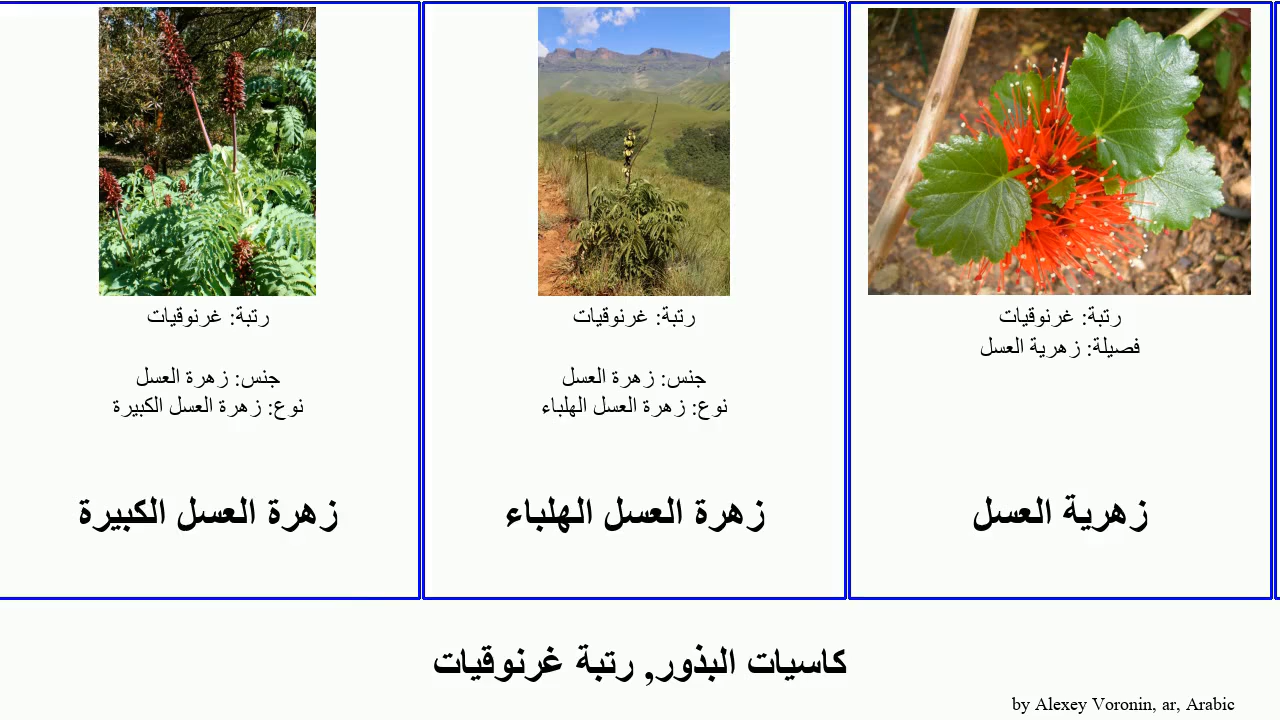 رتبة: غرنوقيات
جنس: زهرة العسل
نوع: زهرة العسل الكبيرة
زهرة العسل الكبيرة
رتبة: غرنوقيات
جنس: زهرة العسل
نوع: زهرة العسل الهلباء
زهرة العسل الهلباء
رتبة: غرنوقيات
فصيلة: زهرية العسل
زهرية العسل
كاسيات البذور, رتبة غرنوقيات
by Alexey Voronin, ar, Arabic